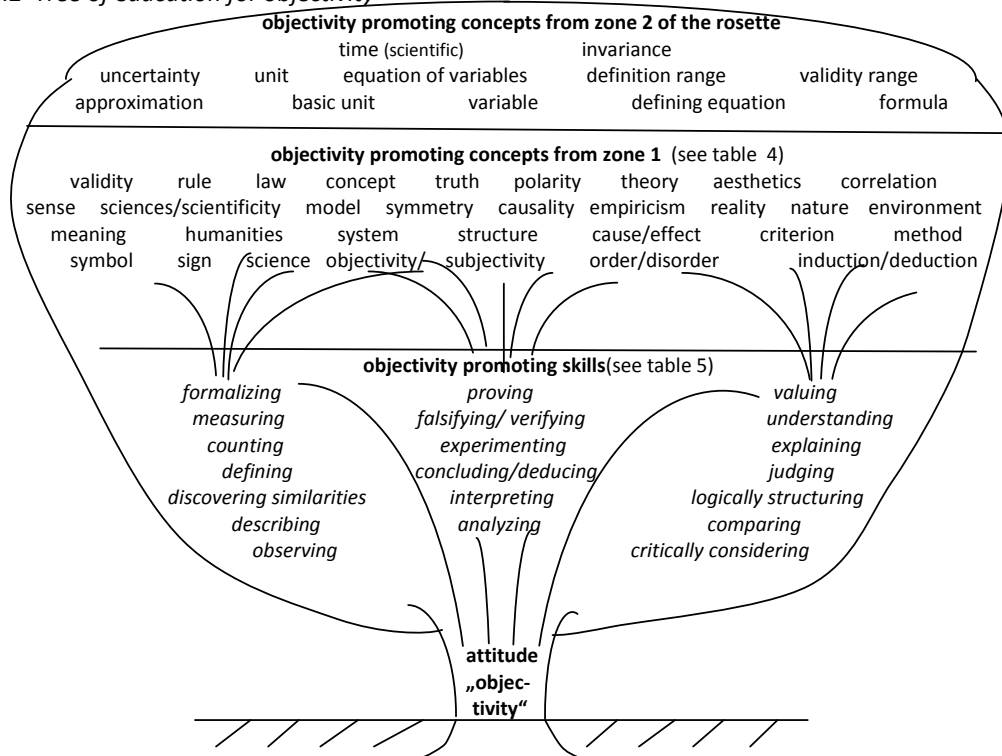 Tree of education for objectivity
objectivity promoting concepts from zone 2 of the rosette
time (scientific) invariance
uncertainty unit equation of variables definition range validity range
approximation basic unit variable defining equation formula
objectivity promoting concepts from zone 1 (see table 4)
validity rule law concept truth polarity theory aesthetics correlation
sense sciences/scientificity model symmetry causality empiricism reality nature environment
meaning humanities system structure cause/effect criterion method
symbol sign science objectivity/ subjectivity order/disorder induction/deduction
objectivity promoting skills(see table 5)
formalizing proving valuing
measuring falsifying/ verifying understanding
counting experimenting explaining
defining concluding/deducing judging
discovering similarities interpreting logically structuring
describing analyzing comparing
observing critically considering
attitude
„objec-
tivity“